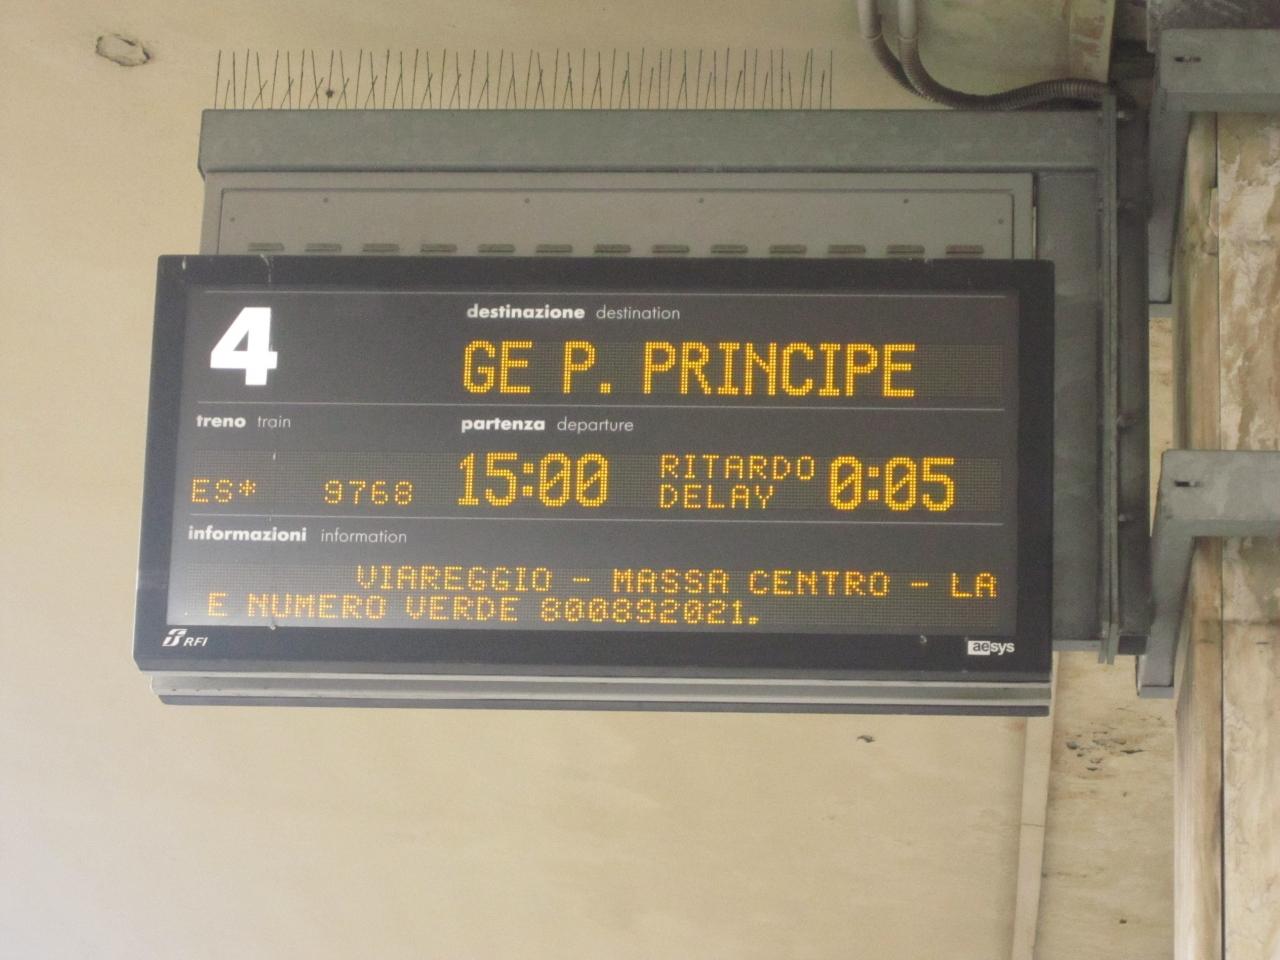 4
destinazione destination
GE P. PRINCIPE
treno train
partenza departure
ES* 9768
15:00
RITARDO
DELAY
0:05
informazioni information
VIAREGGIO - MASSA CENTRO - LA
E NUMERO VERDE 800892021.
RFI
aesys